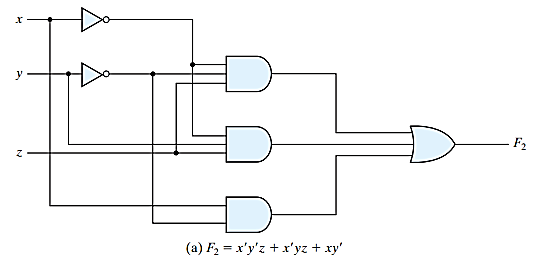 x
y
z
F₂
(a) F₂ = x'y'z + x'yz + xy'